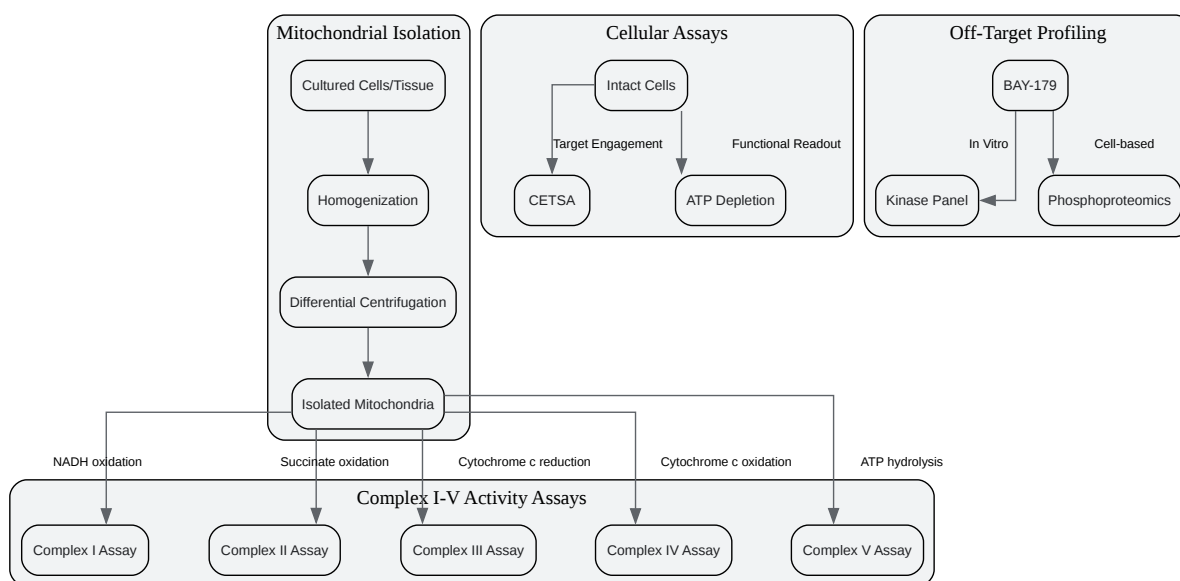 Mitochondrial Isolation
Cultured Cells/Tissue
Homogenization
Differential Centrifugation
Isolated Mitochondria
Cellular Assays
Intact Cells
Target Engagement
Functional Readout
CETSA
ATP Depletion
Off-Target Profiling
BAY-179
In Vitro
Cell-based
Kinase Panel
Phosphoproteomics
NADH oxidation
Succinate oxidation
Cytochrome c reduction
Cytochrome c oxidation
ATP hydrolysis
Complex I-V Activity Assays
Complex I Assay
Complex II Assay
Complex III Assay
Complex IV Assay
Complex V Assay